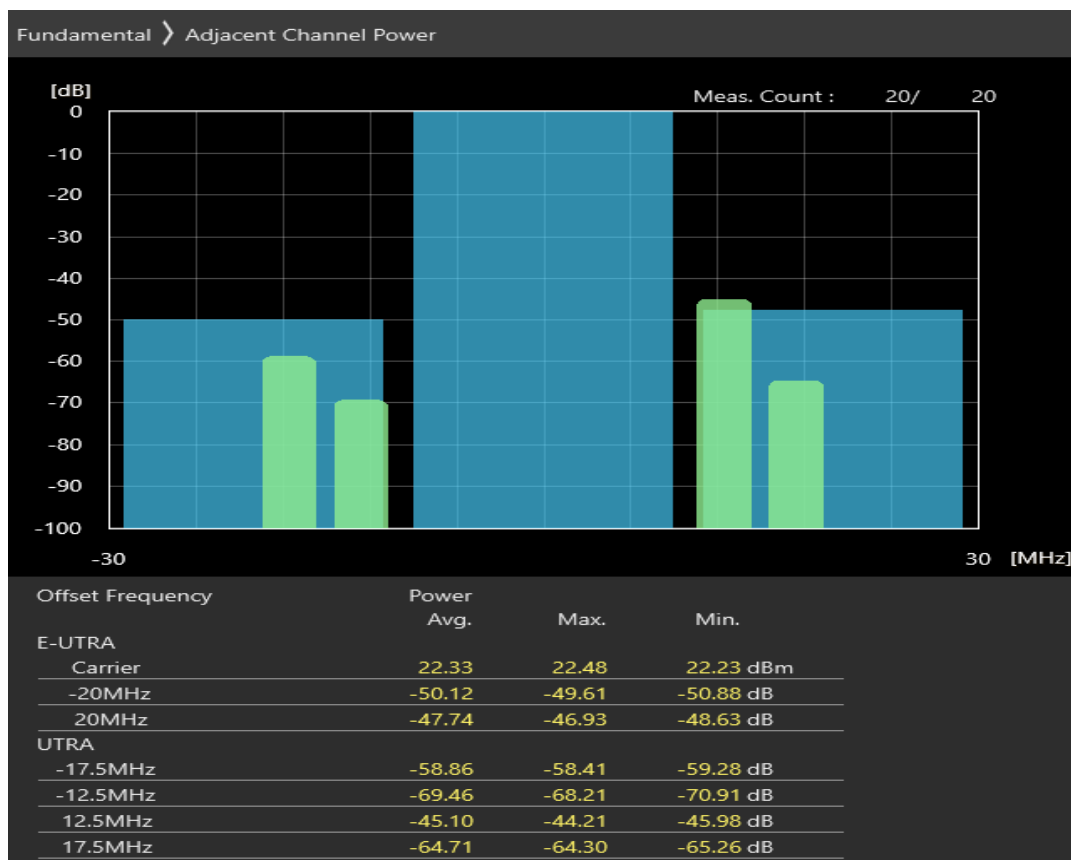 Fundamental ❯ Adjacent Channel Power
[dB]
Meas. Count : 20/ 20
0
-10
-20
-30
-40
-50
-60
-70
-80
-90
-100
-30 30 [MHz]
Offset Frequency Power
Avg. Max. Min.
E-UTRA
Carrier 22.33 22.48 22.23 dBm
-20MHz -50.12 -49.61 -50.88 dB
20MHz -47.74 -46.93 -48.63 dB
UTRA
-17.5MHz -58.86 -58.41 -59.28 dB
-12.5MHz -69.46 -68.21 -70.91 dB
12.5MHz -45.10 -44.21 -45.98 dB
17.5MHz -64.71 -64.30 -65.26 dB